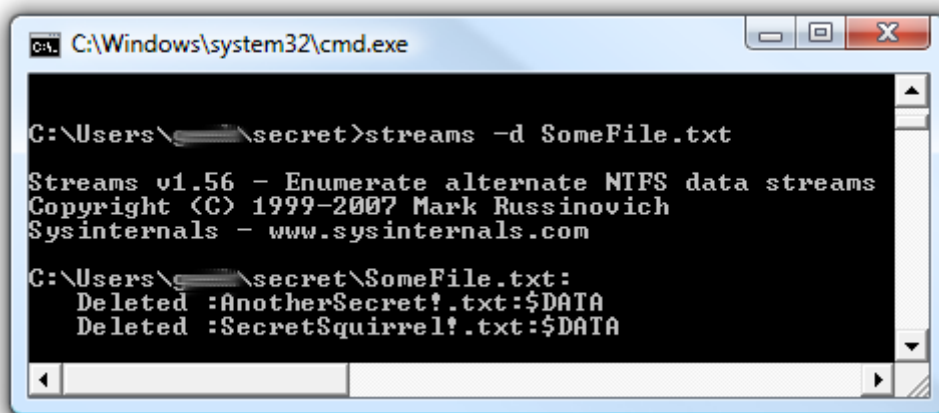 C:\Windows\system32\cmd.exe
C:\Users\ \secret>streams -d SomeFile.txt
Streams v1.56 - Enumerate alternate NTFS data streams
Copyright (C) 1999-2007 Mark Russinovich
Sysinternals - www.sysinternals.com
C:\Users\ \secret\SomeFile.txt:
Deleted :AnotherSecret!.txt:$DATA
Deleted :SecretSquirrel!.txt:$DATA